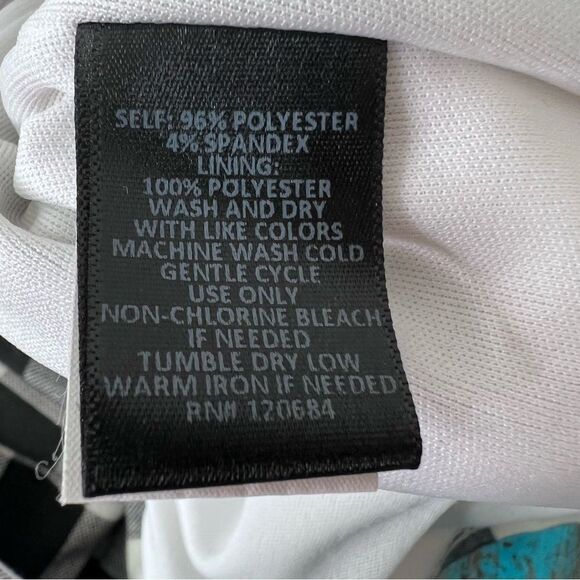 SELF: 96% POLYESTER
4% SPANDEX
LINING:
100% POLYESTER
WASH AND DRY
WITH LIKE COLORS
MACHINE WASH COLD
GENTLE CYCLE
USE ONLY
NON-CHLORINE BLEACH
IF NEEDED
TUMBLE DRY LOW
WARM IRON IF NEEDED
RN# 120684